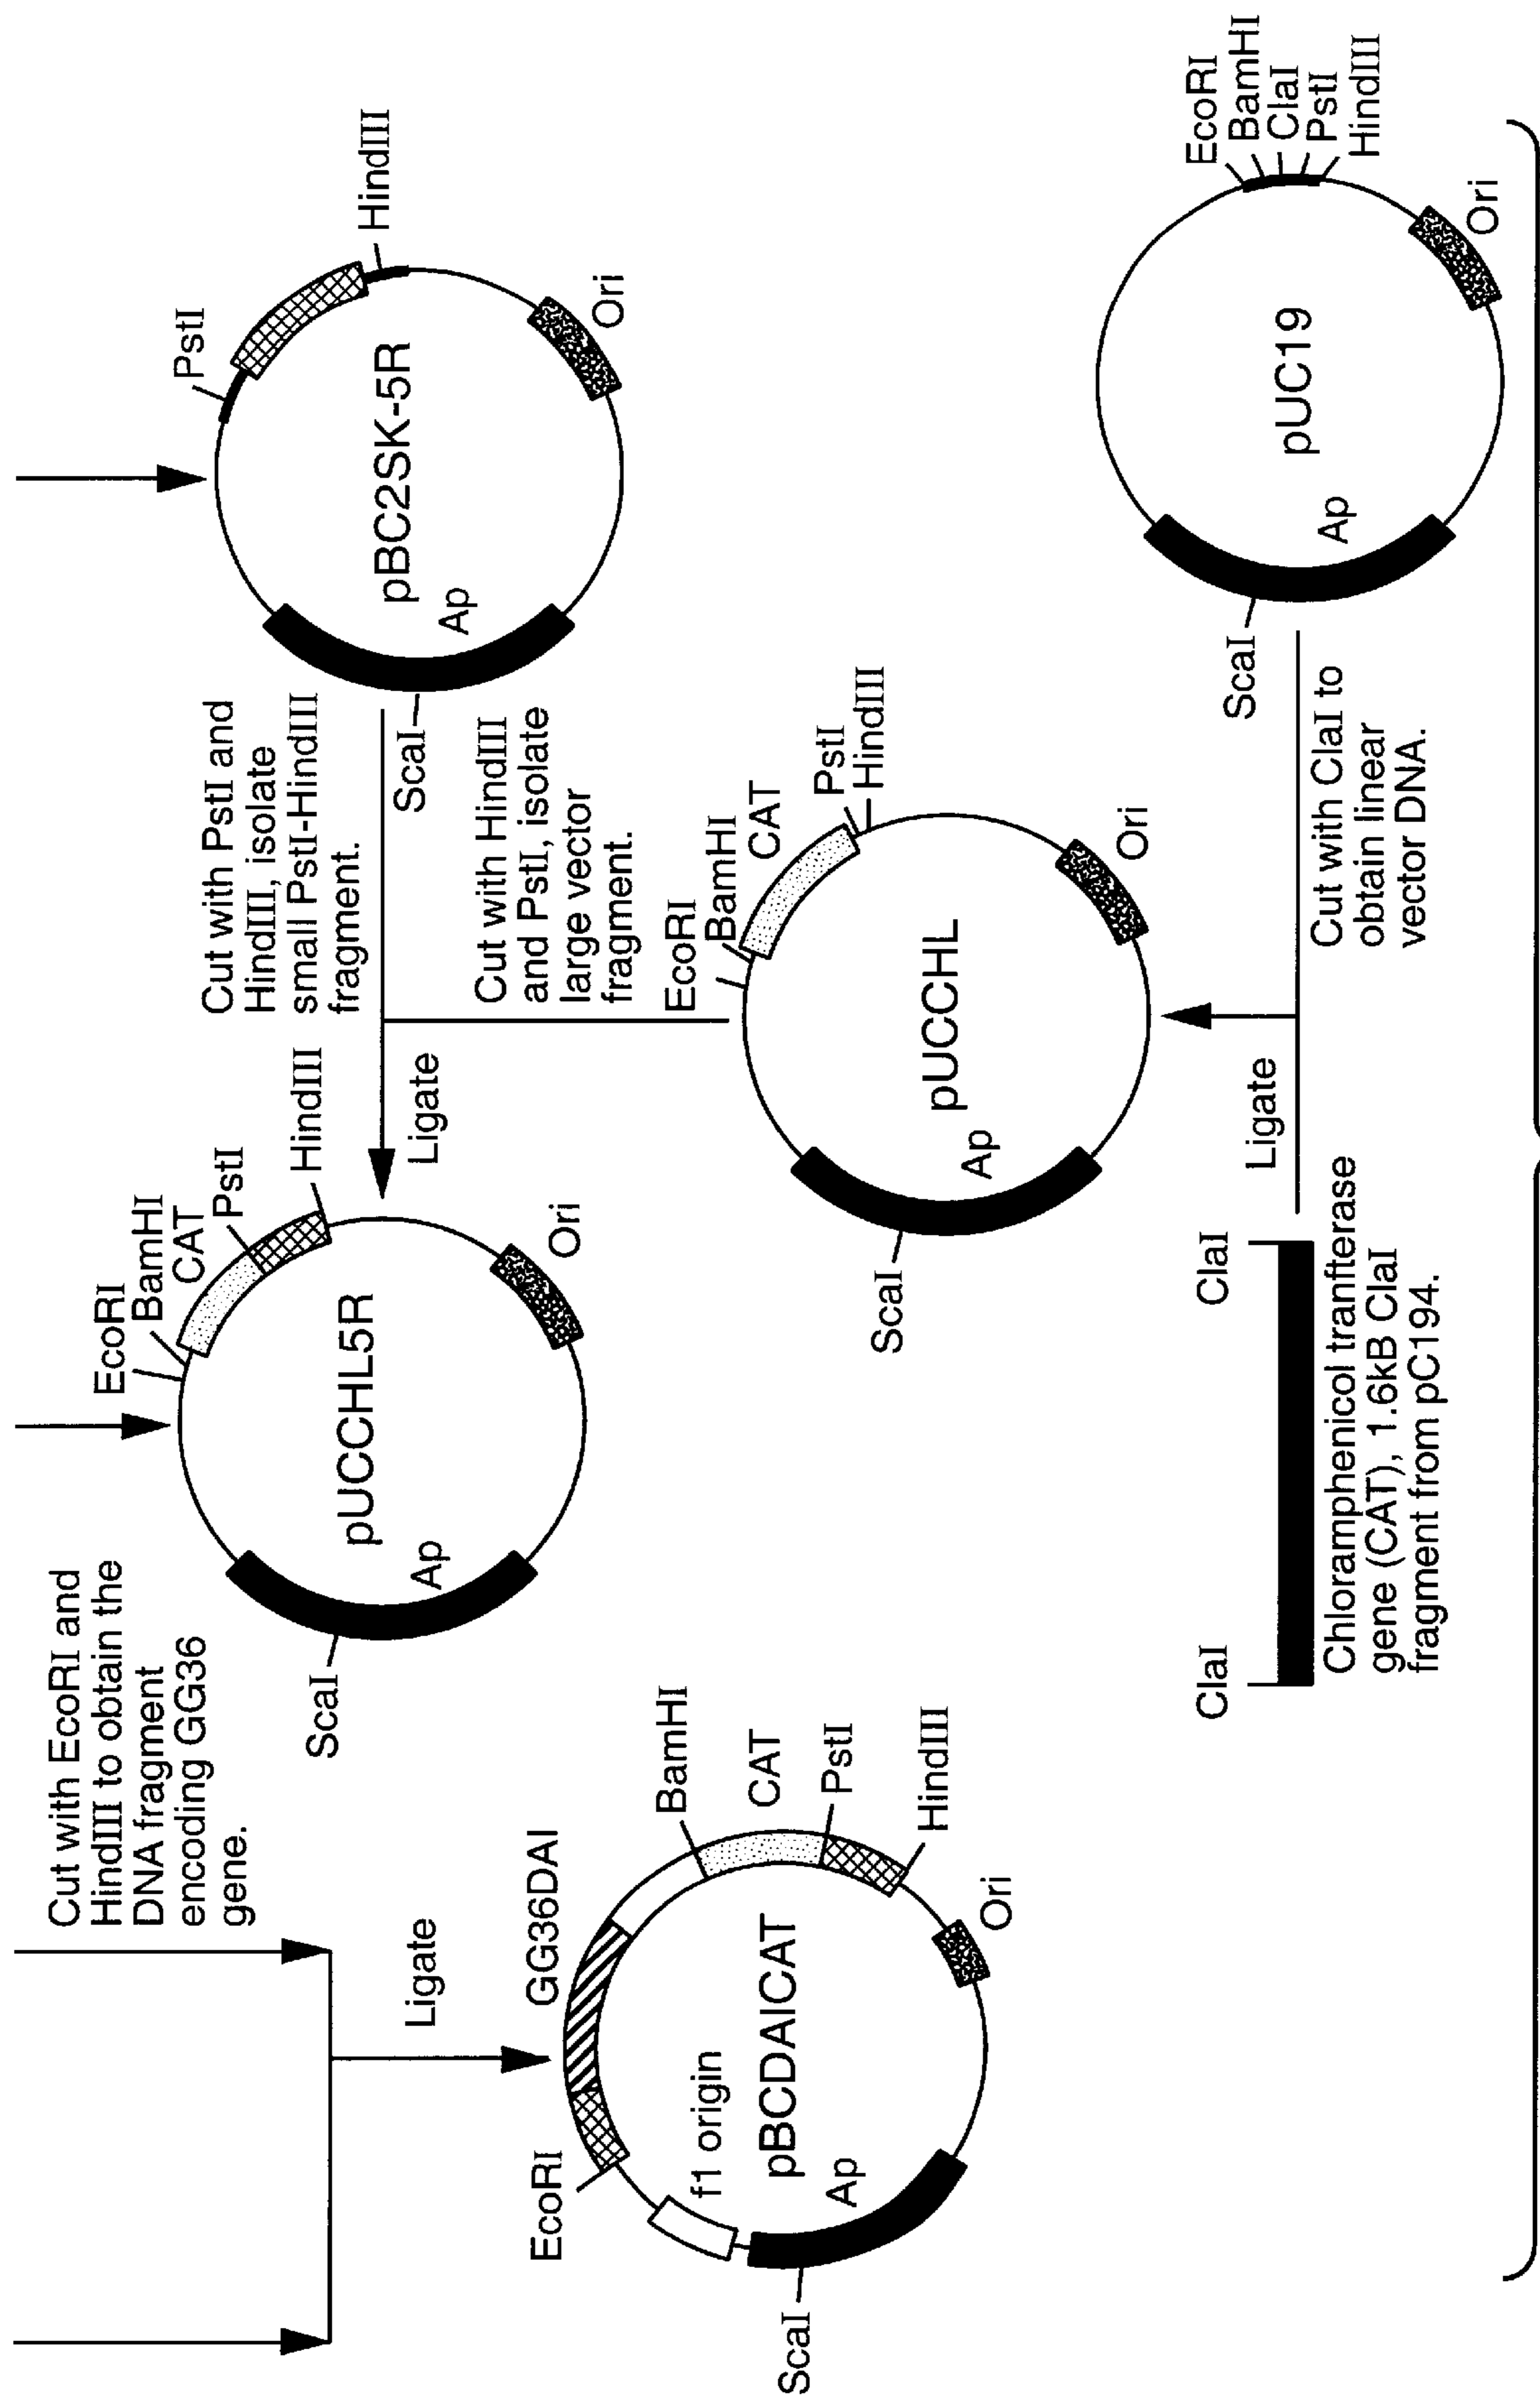 Cut with EcoRI and
HindIII to obtain the
DNA fragment
encoding GG36
gene.
Ligate
EcoRI
GG36DAI
BamHI
CAT
PstI
HindIII
Ori
f1 origin
pBCDAICAT
Ap
ScaI
EcoRI
BamHI
CAT
PstI
HindIII
pUCCHL5R
Ap
Ori
ScaI
Ligate
Cut with PstI and
HindIII, isolate
small PstI-HindIII
fragment.
Cut with HindIII
and PstI, isolate
large vector
fragment.
PstI
HindIII
pBC2SK-5R
Ap
Ori
ScaI
EcoRI
BamHI
CAT
PstI
HindIII
pUCCHL
Ap
Ori
ScaI
ClaI
ClaI
Chloramphenicol tranfterase
gene (CAT), 1.6kB ClaI
fragment from pC194.
Ligate
Cut with ClaI to
obtain linear
vector DNA.
EcoRI
BamHI
ClaI
PstI
HindIII
pUC19
Ap
Ori
ScaI